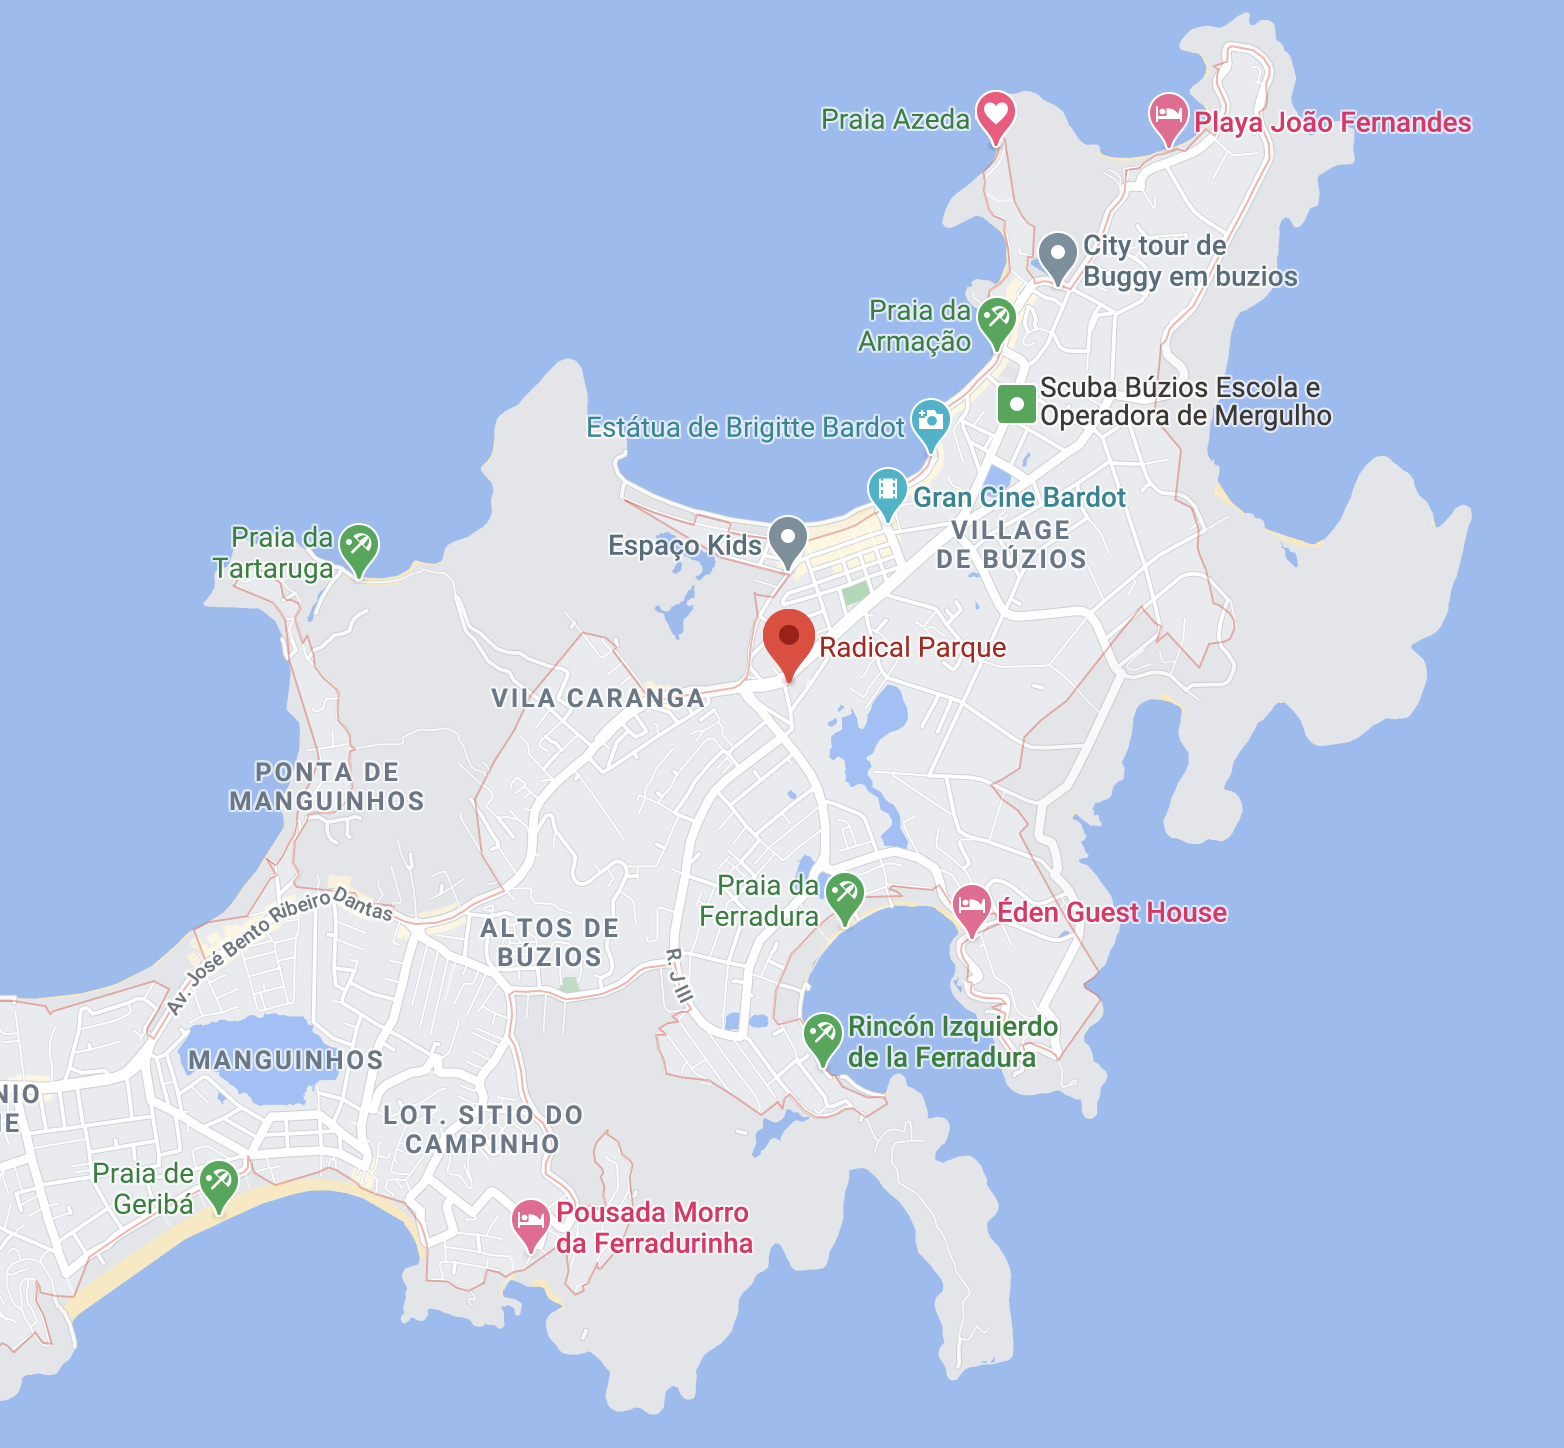 Praia Azeda
Playa João Fernandes
City tour de
Buggy em buzios
Praia da
Armação
Scuba Búzios Escola e
Operadora de Mergulho
Estátua de Brigitte Bardot
Gran Cine Bardot
VILLAGE
DE BÚZIOS
Espaço Kids
Praia da
Tartaruga
Radical Parque
VILA CARANGA
PONTA DE
MANGUINHOS
Praia da
Ferradura
Éden Guest House
Av. José Bento Ribeiro Dantas
ALTOS DE
BÚZIOS
R. J III
Rincón Izquierdo
de la Ferradura
MANGUINHOS
NIO
IE
LOT. SITIO DO
CAMPINHO
Praia de
Geribá
Pousada Morro
da Ferradurinha